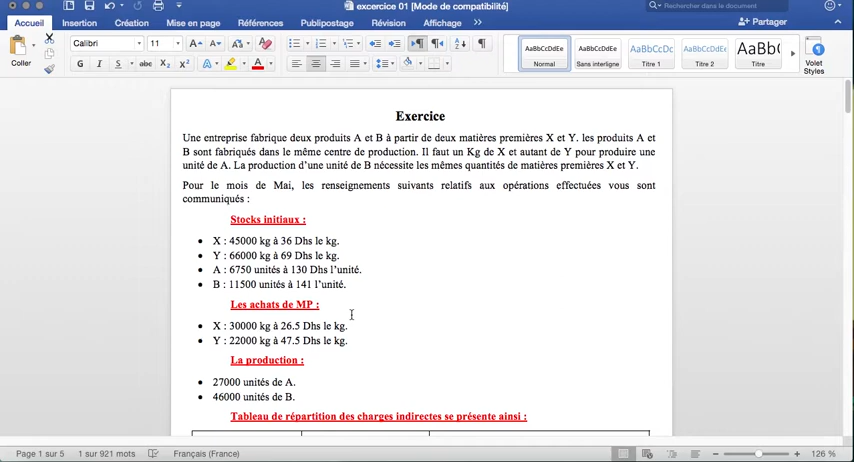 excercice 01 [Mode de compatibilité]
Rechercher dans le document
Accueil Insertion Création Mise en page Références Publipostage Révision Affichage
Partager
Calibri 11
Coller
G I S abc X₂ X²
AaBbCcDdEe AaBbCcDdEe AaBbCcDc AaBbCcDdEe AaBbC
Normal Sans interligne Titre 1 Titre 2 Titre
Volet
Styles
Exercice
Une entreprise fabrique deux produits A et B à partir de deux matières premières X et Y. les produits A et
B sont fabriqués dans le même centre de production. Il faut un Kg de X et autant de Y pour produire une
unité de A. La production d’une unité de B nécessite les mêmes quantités de matières premières X et Y.
Pour le mois de Mai, les renseignements suivants relatifs aux opérations effectuées vous sont
communiqués :
Stocks initiaux :
• X : 45000 kg à 36 Dhs le kg.
• Y : 66000 kg à 69 Dhs le kg.
• A : 6750 unités à 130 Dhs l’unité.
• B : 11500 unités à 141 l’unité.
Les achats de MP :
• X : 30000 kg à 26.5 Dhs le kg.
• Y : 22000 kg à 47.5 Dhs le kg.
La production :
• 27000 unités de A.
• 46000 unités de B.
Tableau de répartition des charges indirectes se présente ainsi :
Page 1 sur 5 1 sur 921 mots Français (France) 126 %